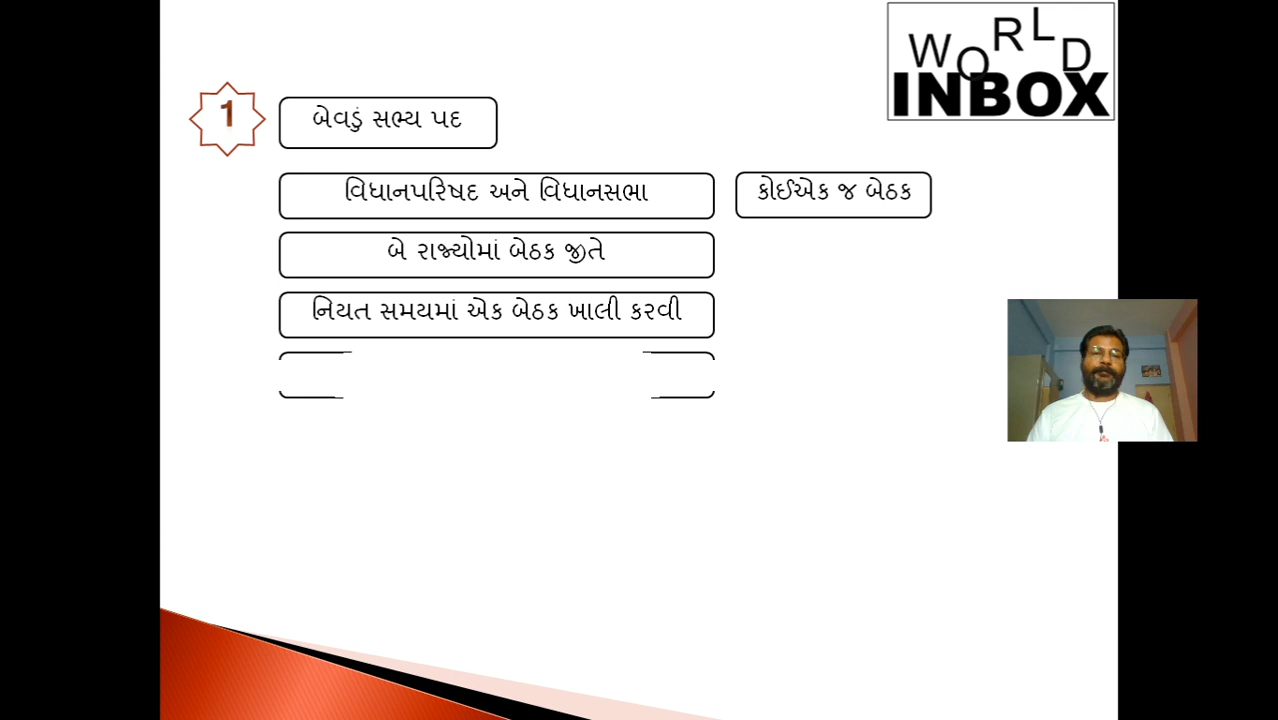 WORLD
INBOX
1
બેવડું સભ્ય પદ
વિધાનપરિષદ અને વિધાનસભા
કોઈએક જ બેઠક
બે રાજ્યોમાં બેઠક જીતે
નિયત સમયમાં એક બેઠક ખાલી કરવી